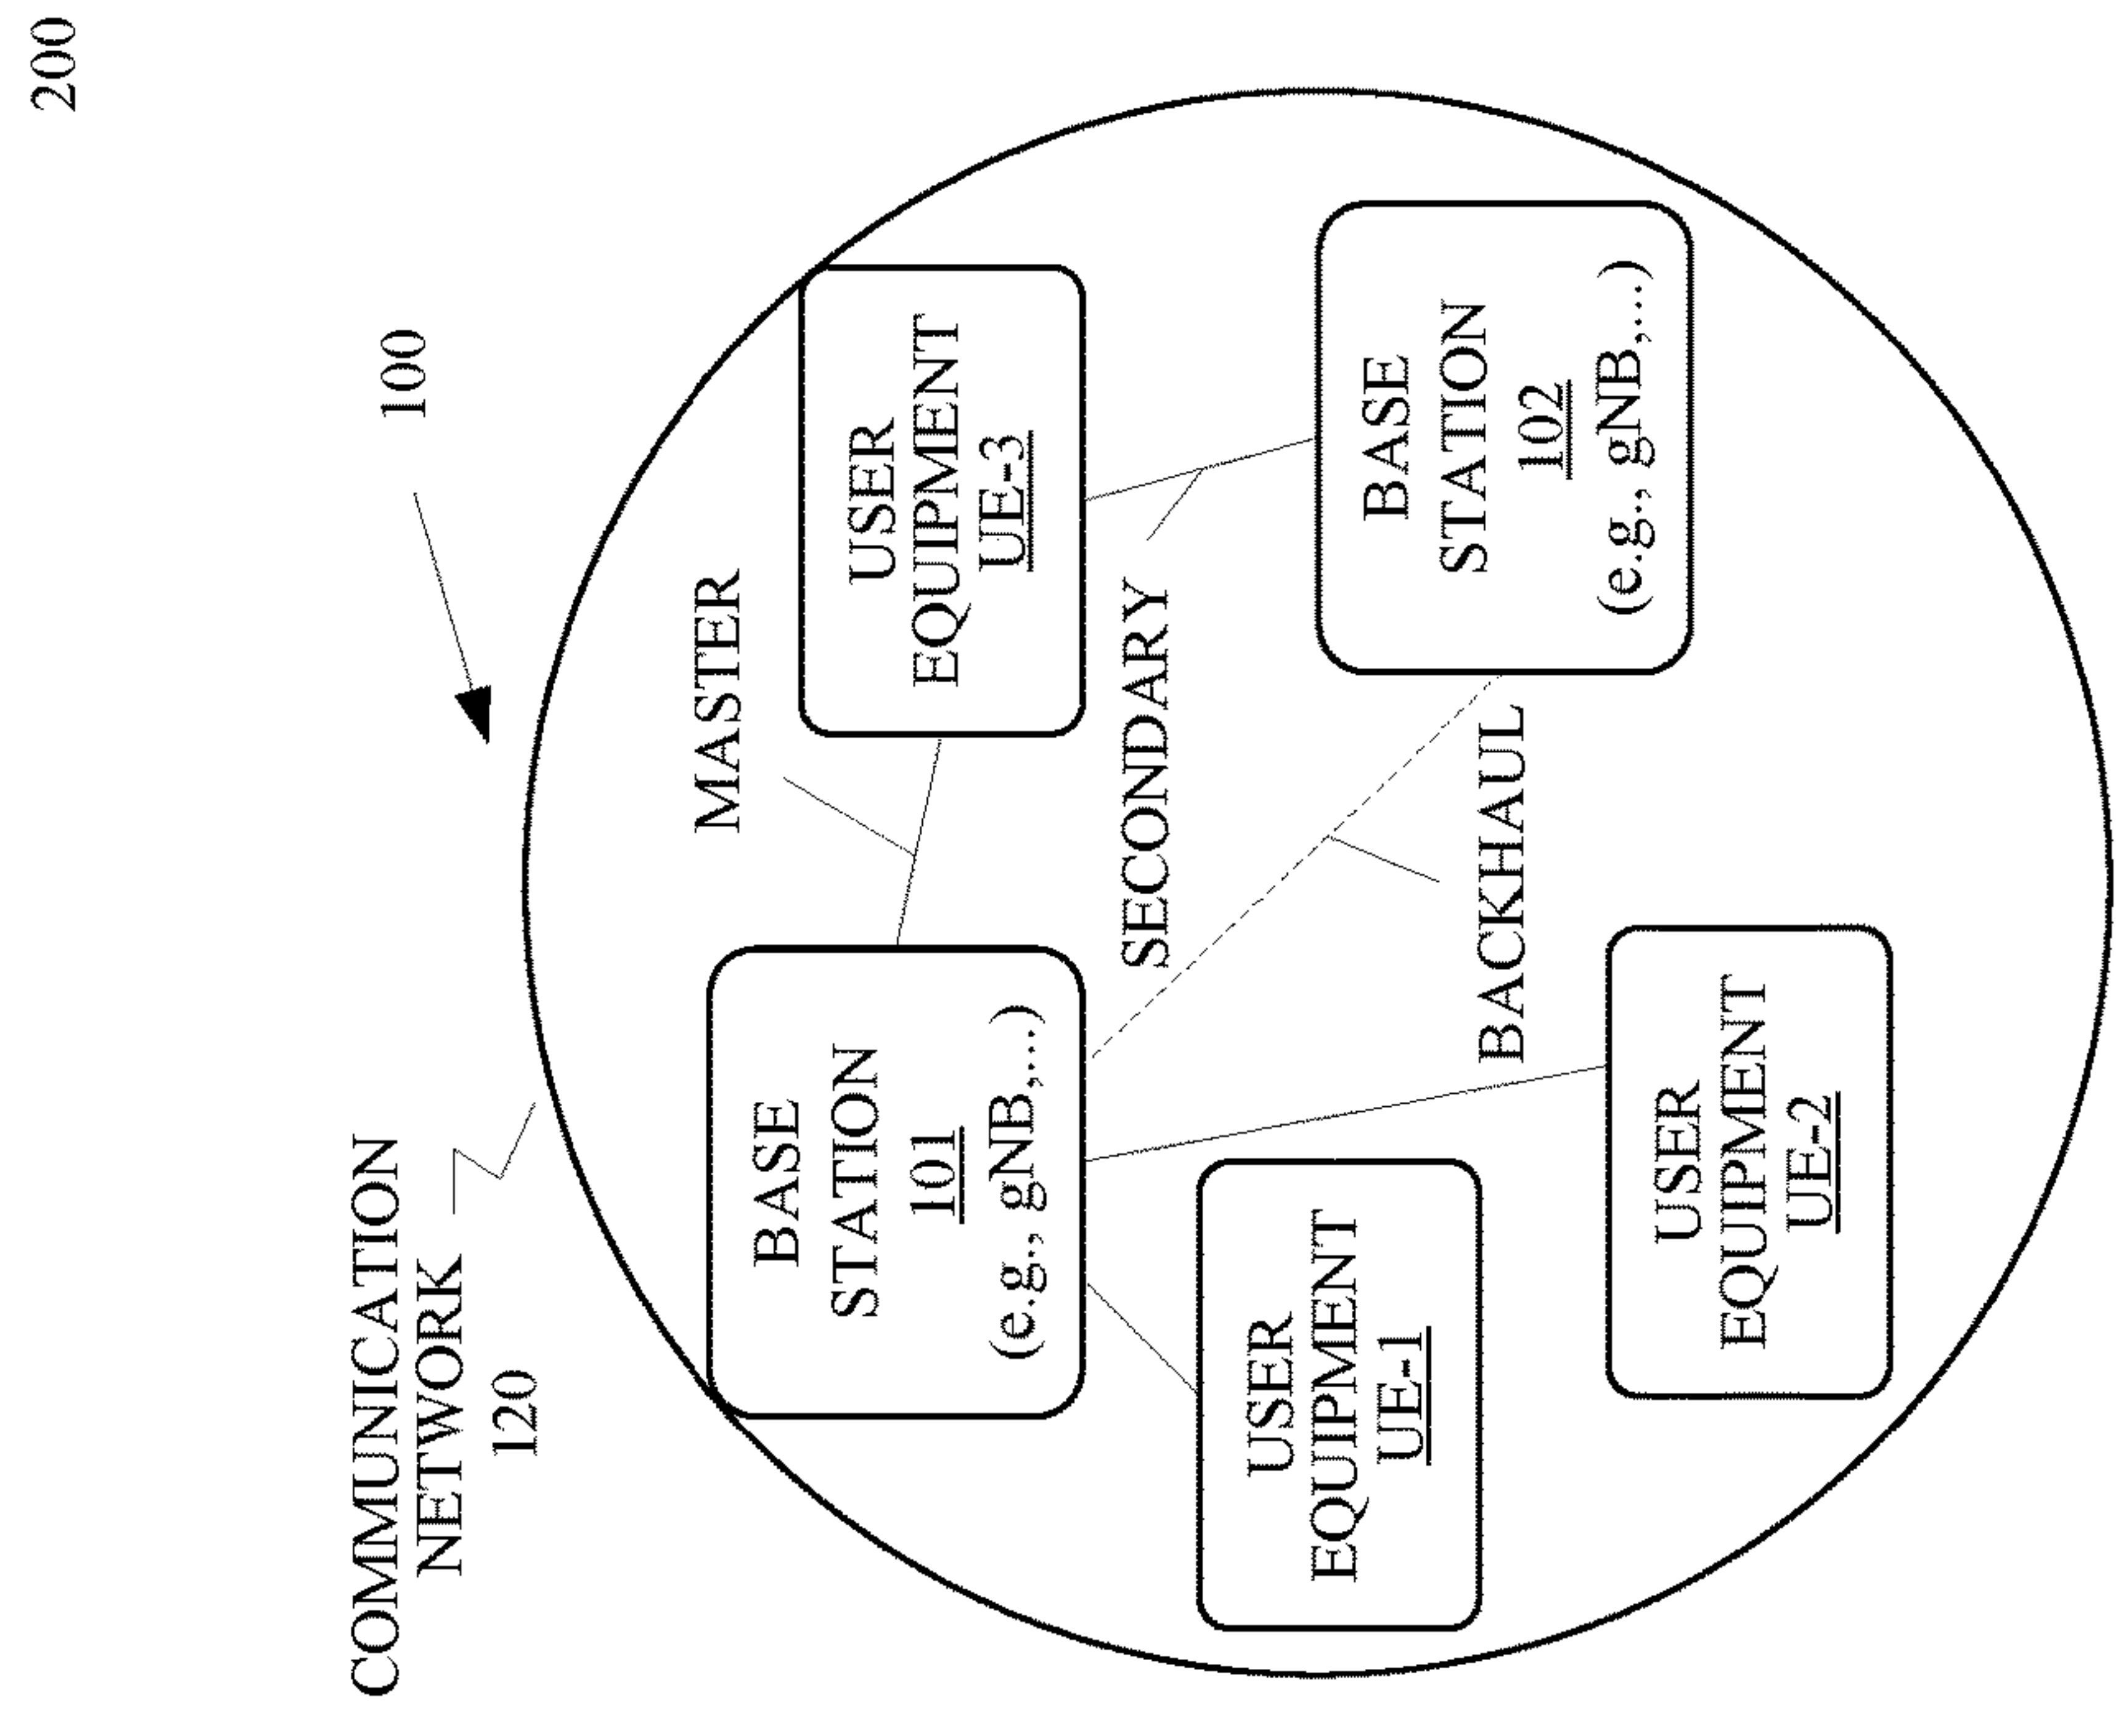 200
100
COMMUNICATION
NETWORK
120
MASTER
BASE
STATION
101
(e.g., gNB,...)
USER
EQUIPMENT
UE-3
SECONDARY
USER
EQUIPMENT
UE-1
BACKHAUL
BASE
STATION
102
(e.g., gNB,...)
USER
EQUIPMENT
UE-2